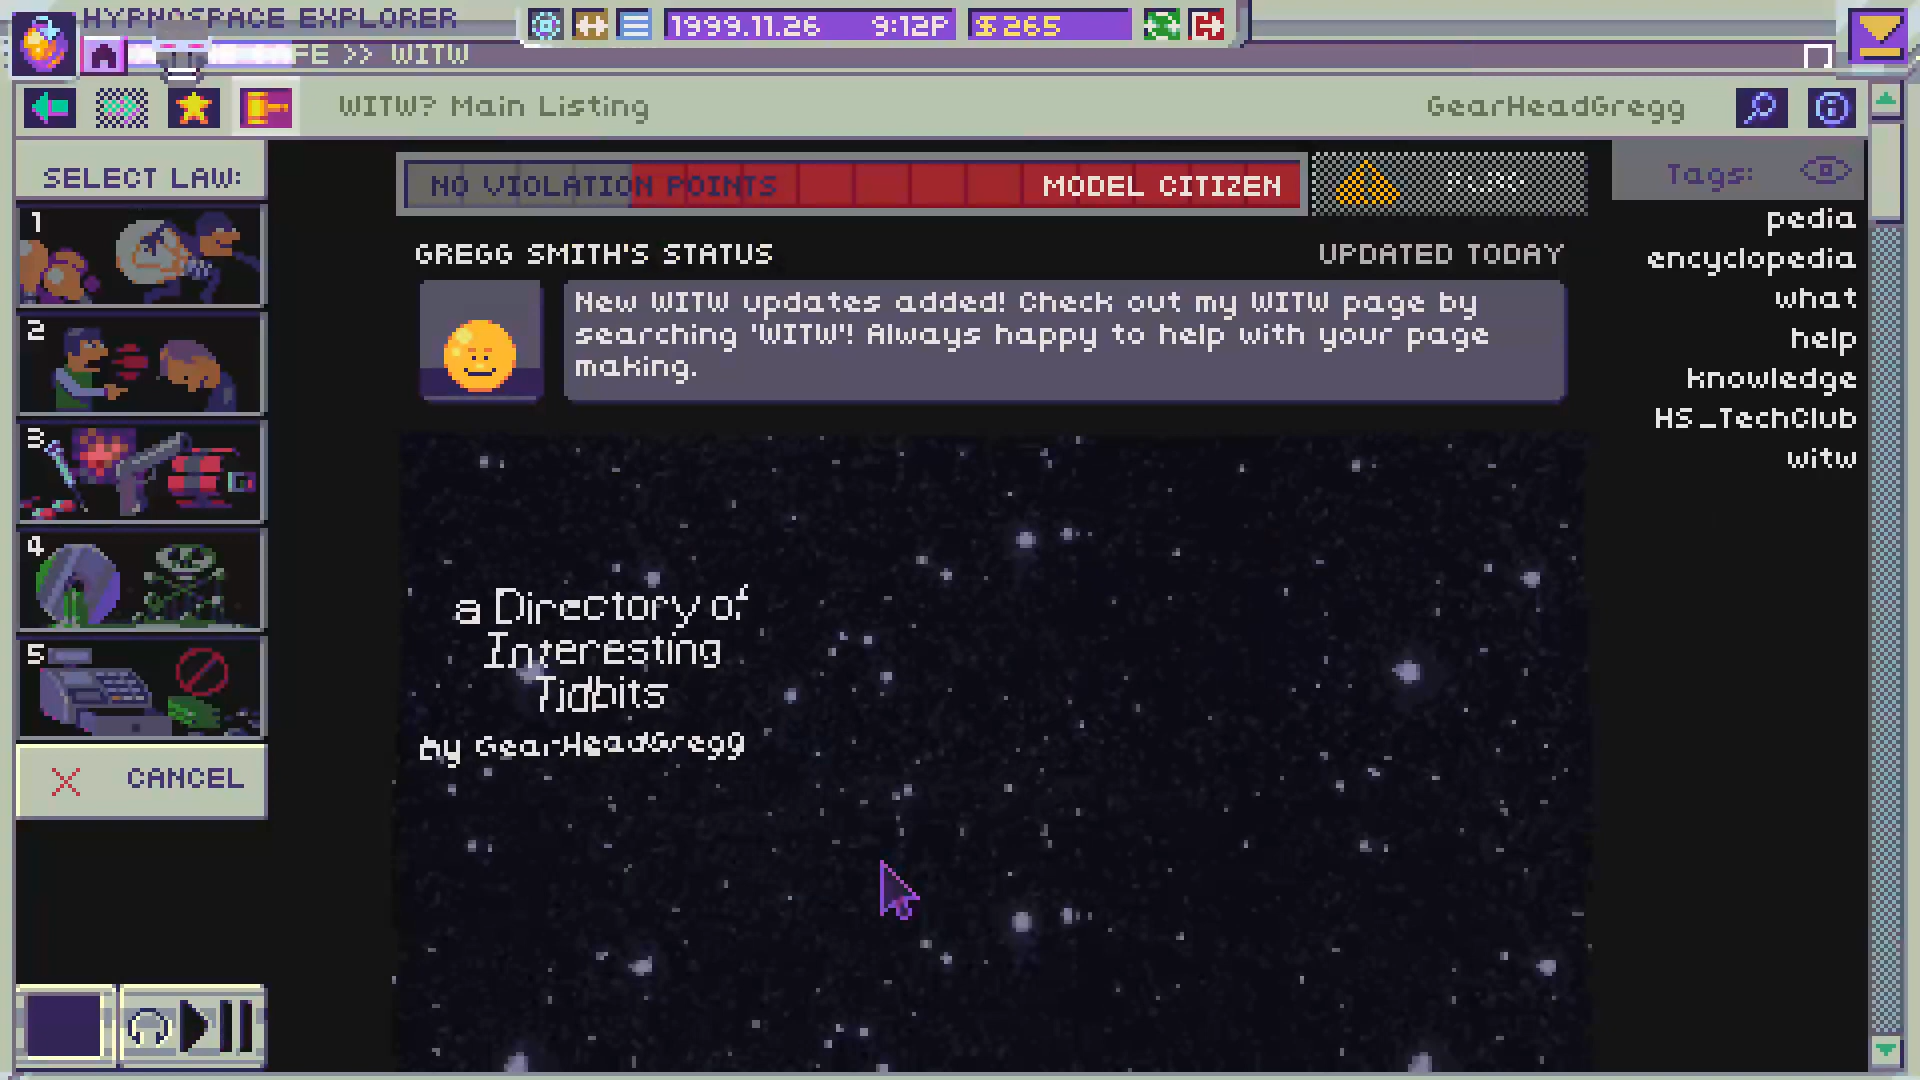 HYPNOSPACE EXPLORER
1999.11.26 9:12P $265
FE >> WITW
WITW? Main Listing GearHeadGregg
SELECT LAW:
1
2
3
4
5
CANCEL
NO VIOLATION POINTS MODEL CITIZEN
GREGG SMITH'S STATUS UPDATED TODAY
New WITW updates added! Check out my WITW page by
searching 'WITW'! Always happy to help with your page
making.
a Directory of
Interesting
Tidbits
by GearHeadGregg
Tags:
pedia
encyclopedia
what
help
knowledge
HS_TechClub
witw